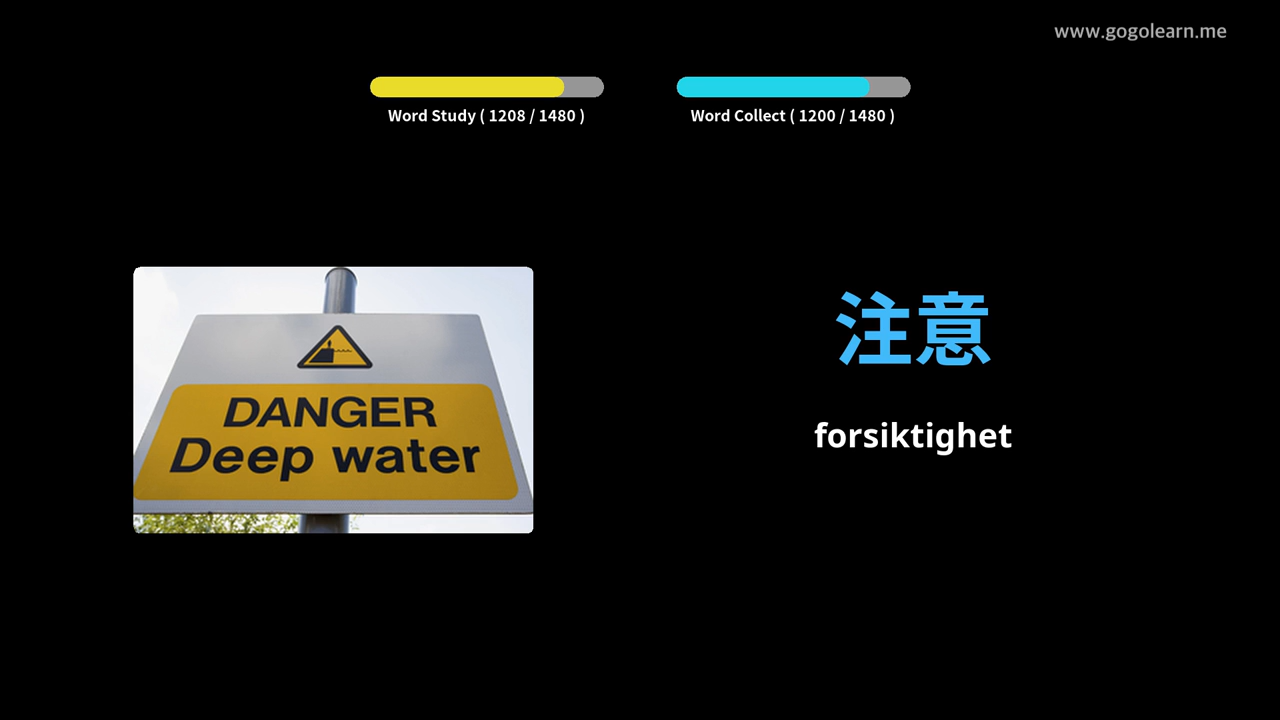 www.gogolearn.me
Word Study ( 1208 / 1480 )
Word Collect ( 1200 / 1480 )
DANGER
Deep water
注意
forsiktighet